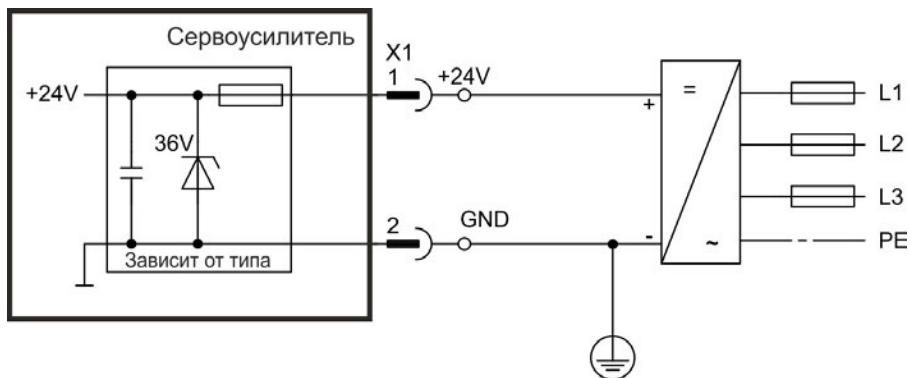 Сервоусилитель
X1
1
+24V
+24V
36V
+
=
L1
L2
L3
2
GND
-
~
PE
Зависит от типа